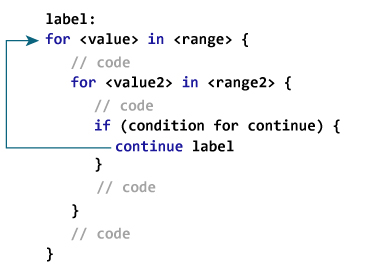 label:
for <value> in <range> {
// code
for <value2> in <range2> {
// code
if (condition for continue) {
continue label
}
// code
}
// code
}